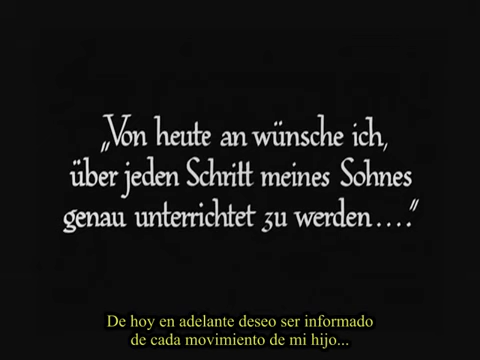 „Von heute an wünsche ich,
über jeden Schritt meines Sohnes
genau unterrichtet zu werden....“
De hoy en adelante deseo ser informado
de cada movimiento de mi hijo...